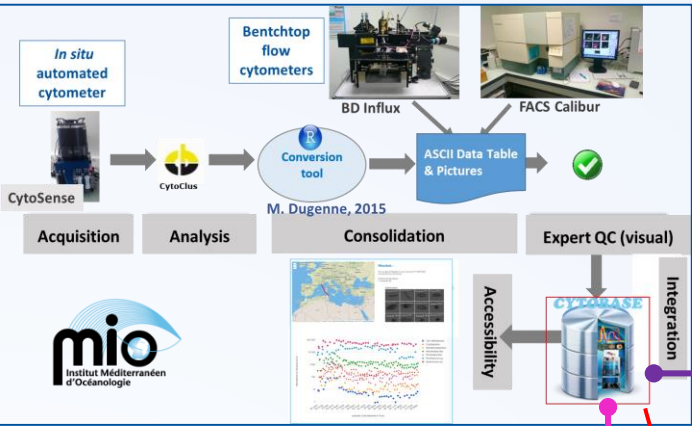 In situ
automated
cytometer
Bentchtop
flow
cytometers
BD Influx
FACS Calibur
CytoSense
CytoClus
R
Conversion
tool
ASCII Data Table
& Pictures
M. Dugenne, 2015
Acquisition
Analysis
Consolidation
Expert QC (visual)
Accessibility
CYTOBASE
Integration
mio
Institut Méditerranéen
d'Océanologie